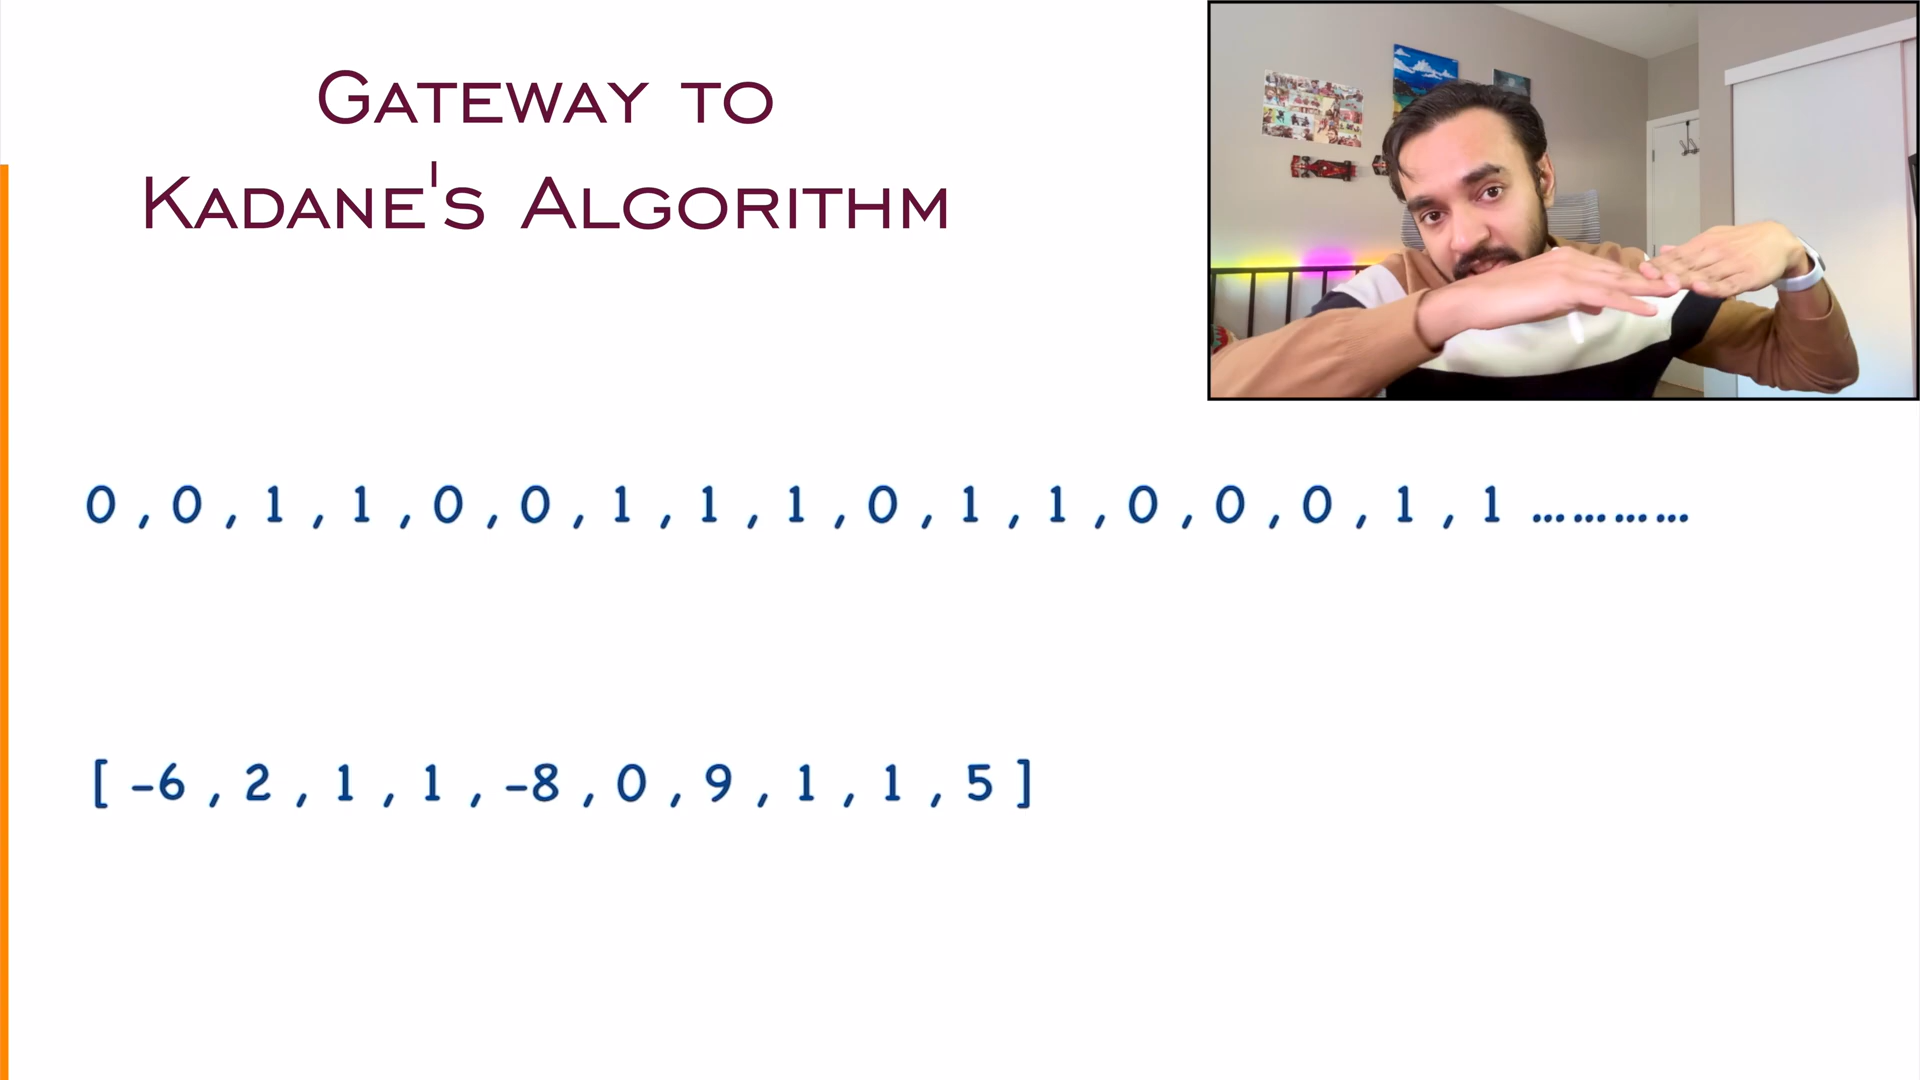 GATEWAY TO
KADANE'S ALGORITHM
0 , 0 , 1 , 1 , 0 , 0 , 1 , 1 , 1 , 0 , 1 , 1 , 0 , 0 , 0 , 1 , 1 …………
[ -6 , 2 , 1 , 1 , -8 , 0 , 9 , 1 , 1 , 5 ]